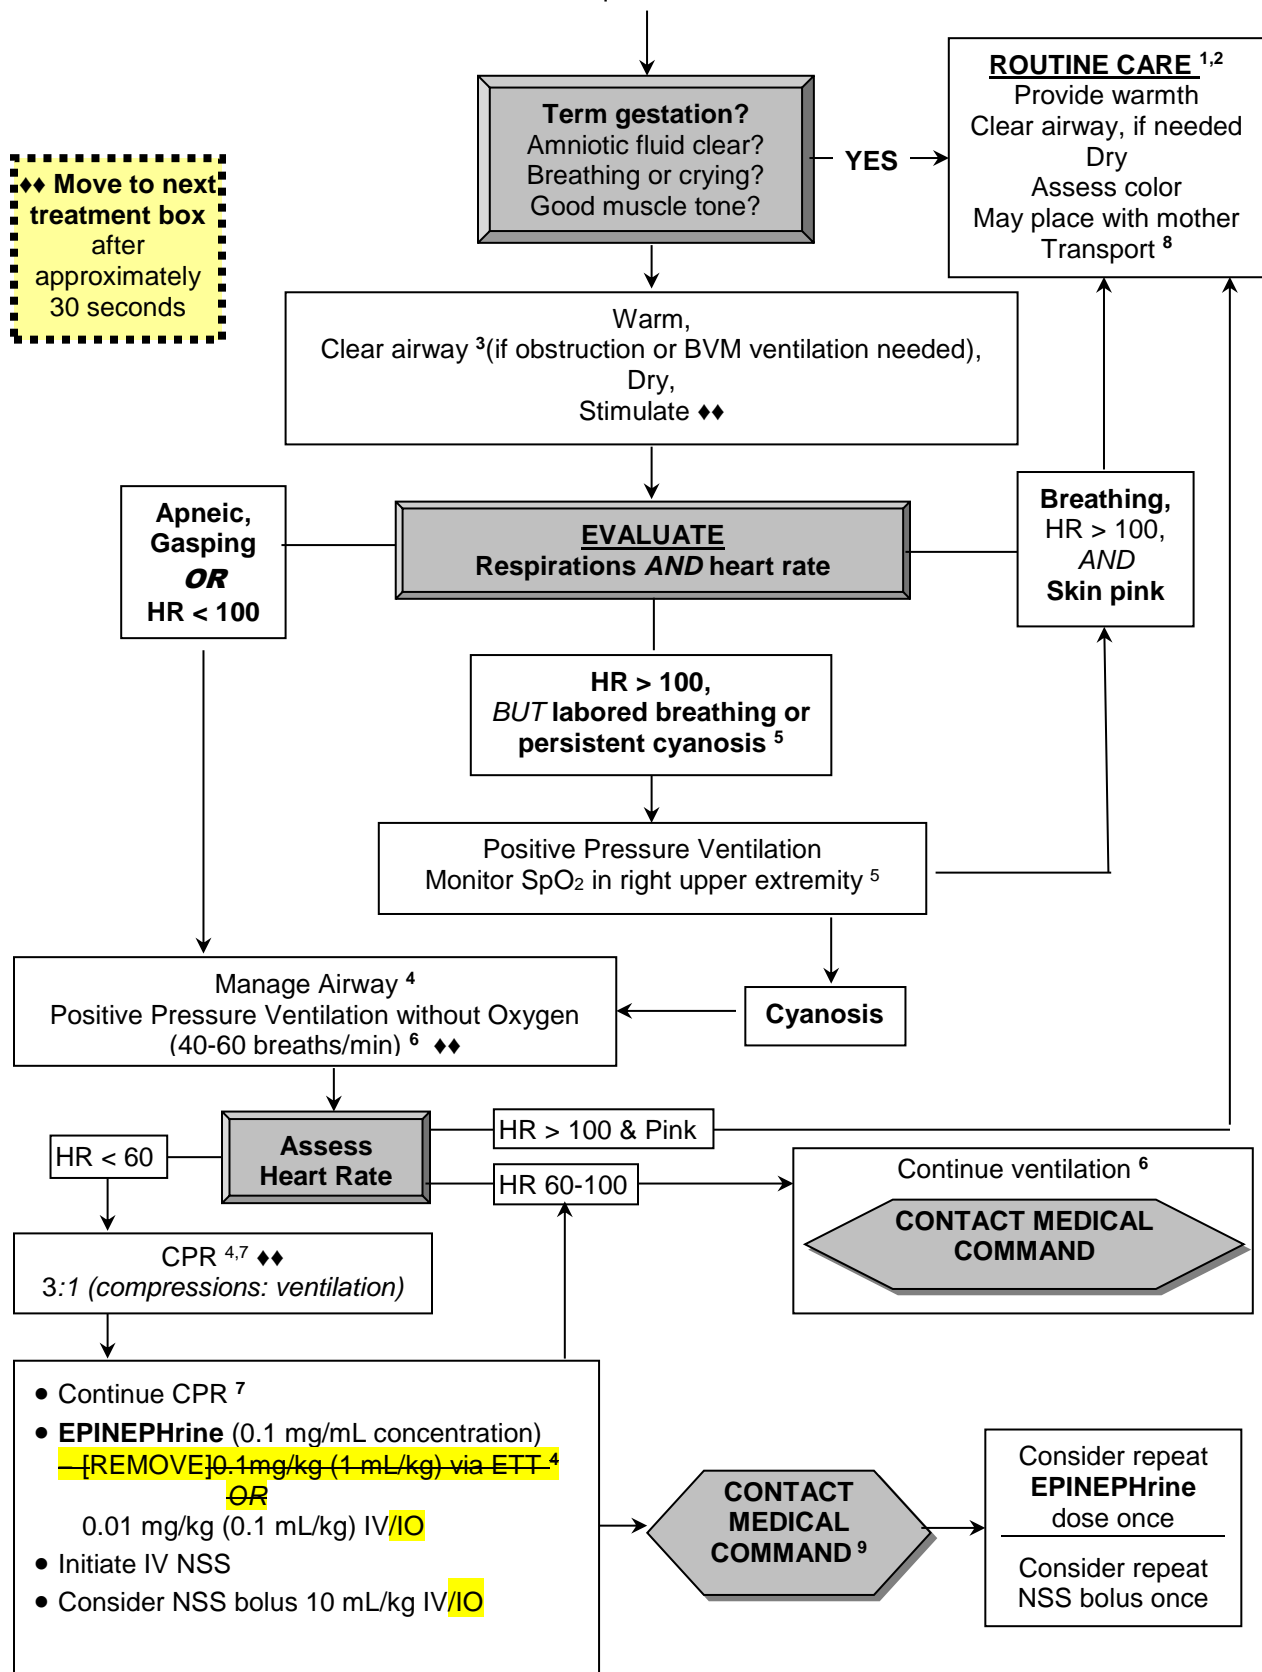 Term gestation?
Amniotic fluid clear?
Breathing or crying?
Good muscle tone?
YES
ROUTINE CARE 1,2
Provide warmth
Clear airway, if needed
Dry
Assess color
May place with mother
Transport 8
♦♦ Move to next
treatment box
after
approximately
30 seconds
Warm,
Clear airway 3(if obstruction or BVM ventilation needed),
Dry,
Stimulate ♦♦
Apneic,
Gasping
OR
HR < 100
EVALUATE
Respirations AND heart rate
Breathing,
HR > 100,
AND
Skin pink
HR > 100,
BUT labored breathing or
persistent cyanosis 5
Positive Pressure Ventilation
Monitor SpO2 in right upper extremity 5
Manage Airway 4
Positive Pressure Ventilation without Oxygen
(40-60 breaths/min) 6 ♦♦
Cyanosis
Assess
Heart Rate
HR > 100 & Pink
HR < 60
HR 60-100
Continue ventilation 6
CONTACT MEDICAL
COMMAND
CPR 4,7 ♦♦
3:1 (compressions: ventilation)
• Continue CPR 7
• EPINEPHrine (0.1 mg/mL concentration)
– [REMOVE]0.1mg/kg (1 mL/kg) via ETT 4
OR
0.01 mg/kg (0.1 mL/kg) IV/IO
• Initiate IV NSS
• Consider NSS bolus 10 mL/kg IV/IO
CONTACT
MEDICAL
COMMAND 9
Consider repeat
EPINEPHrine
dose once
Consider repeat
NSS bolus once